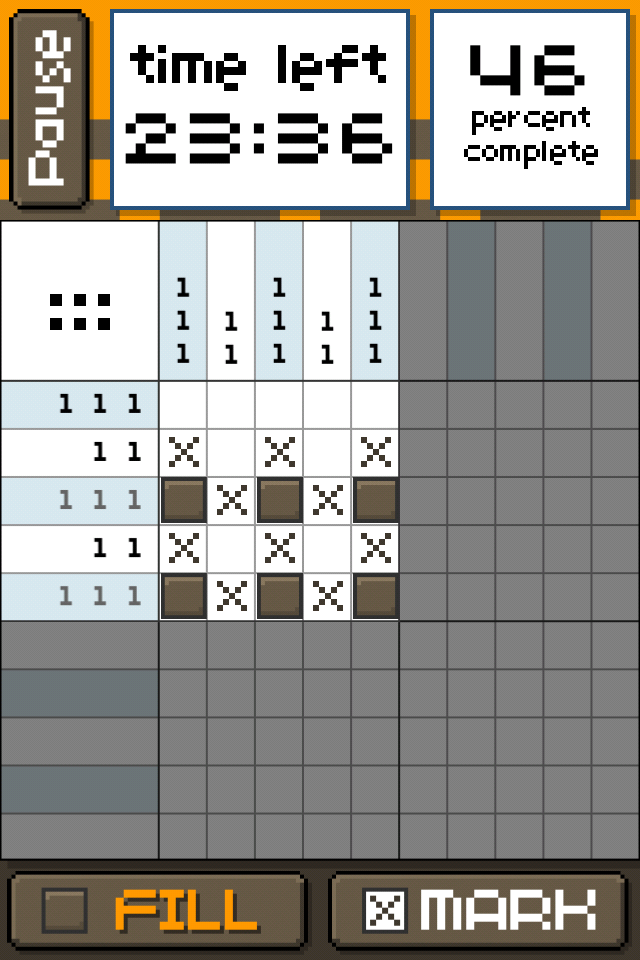 Pause
time left
23:36
46
percent
complete
1 1 1
1 1 1 1 1
1 1 1 1 1
1 1 1
1 1
1 1 1
1 1
1 1 1
FILL
MARK